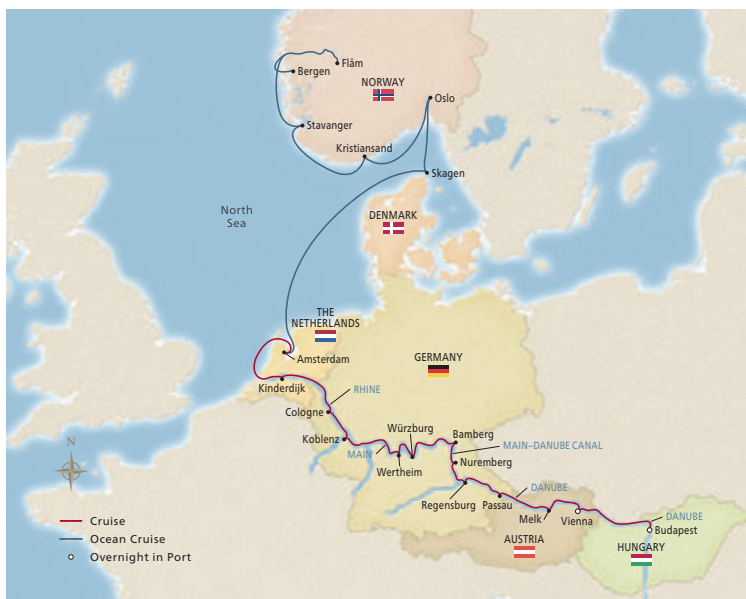 Flåm
Bergen
NORWAY
Oslo
Stavanger
Kristiansand
Skagen
North
Sea
DENMARK
THE
NETHERLANDS
Amsterdam
GERMANY
Kinderdijk
RHINE
Cologne
Würzburg
Bamberg
Koblenz
MAIN–DANUBE CANAL
MAIN
Nuremberg
Wertheim
N
DANUBE
Regensburg
Passau
Melk
Vienna
DANUBE
Budapest
AUSTRIA
HUNGARY
Cruise
Ocean Cruise
Overnight in Port